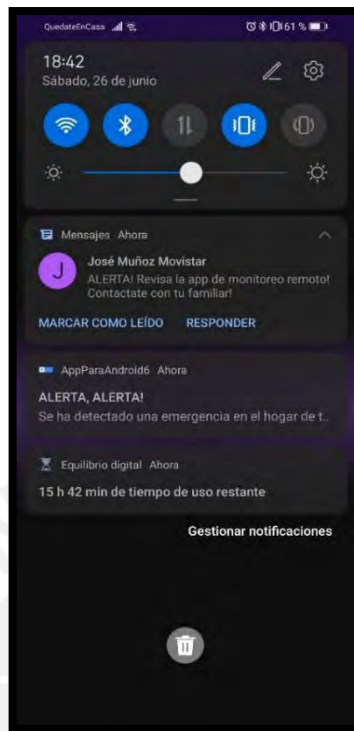 QuedateEnCasa
61 %
18:42
Sábado, 26 de junio
Mensajes Ahora
J
José Muñoz Movistar
ALERTA! Revisa la app de monitoreo remoto!
Contactate con tu familiar!
MARCAR COMO LEÍDO RESPONDER
AppParaAndroid6 Ahora
ALERTA, ALERTA!
Se ha detectado una emergencia en el hogar de t..
Equilibrio digital Ahora
15 h 42 min de tiempo de uso restante
Gestionar notificaciones